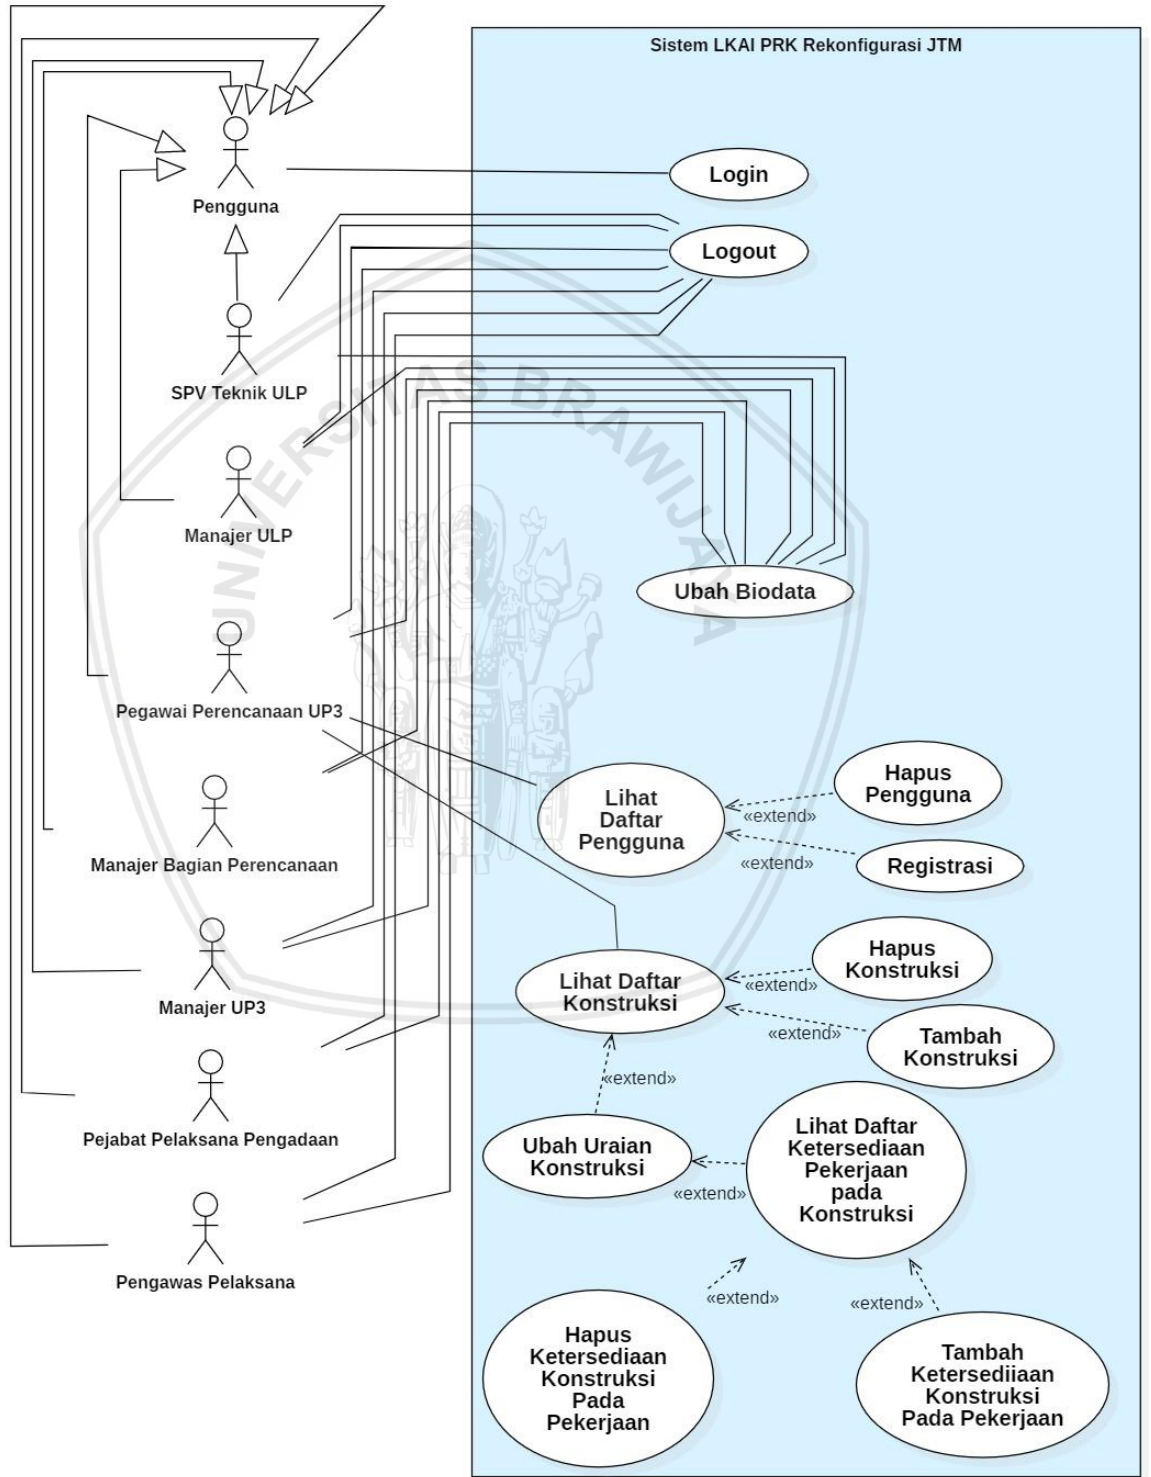 Sistem LKAI PRK Rekonfigurasi JTM
Pengguna
Login
Logout
SPV Teknik ULP
UNIVERSITAS BRAWIJAYA
Manajer ULP
Ubah Biodata
Pegawai Perencanaan UP3
Lihat
Daftar
Pengguna
Hapus
Pengguna
«extend»
«extend»
Registrasi
Manajer Bagian Perencanaan
Manajer UP3
Lihat Daftar
Konstruksi
Hapus
Konstruksi
«extend»
«extend»
Tambah
Konstruksi
«extend»
Pejabat Pelaksana Pengadaan
Ubah Uraian
Konstruksi
Lihat Daftar
Ketersediaan
Pekerjaan
pada
Konstruksi
«extend»
Pengawas Pelaksana
«extend»
«extend»
Hapus
Ketersediaan
Konstruksi
Pada
Pekerjaan
Tambah
Ketersediiaan
Konstruksi
Pada Pekerjaan